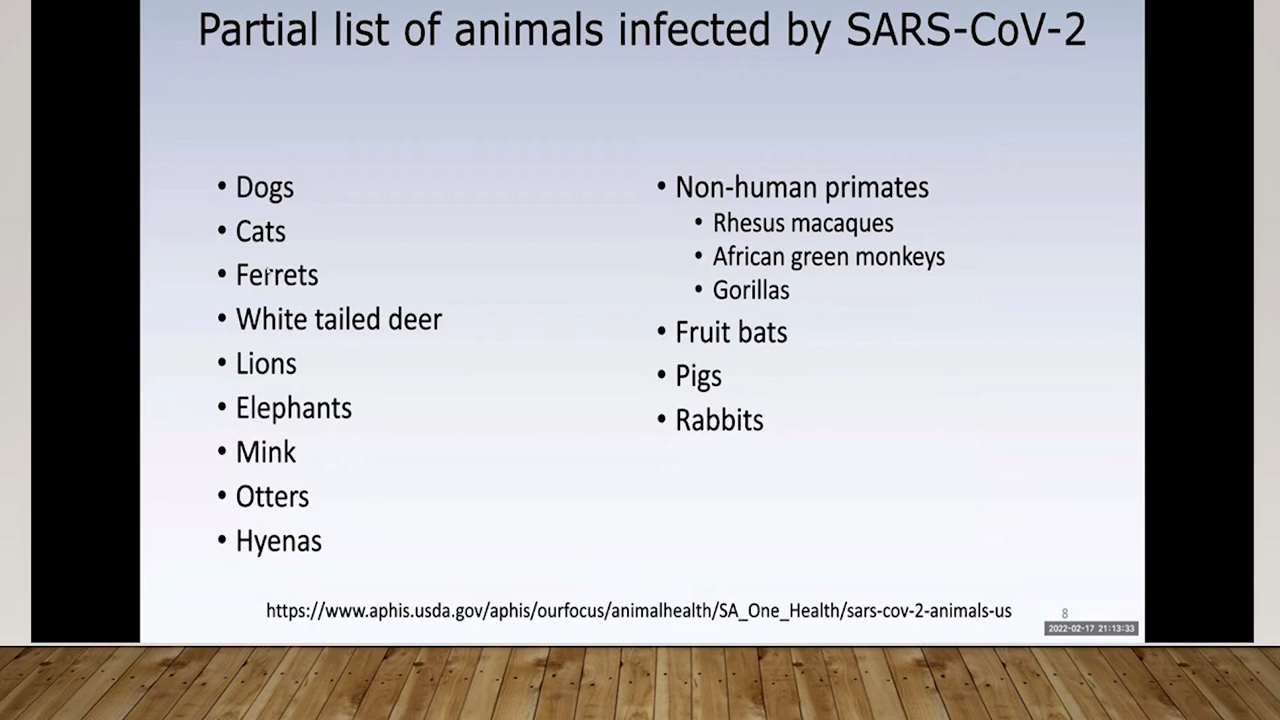 Partial list of animals infected by SARS-CoV-2
• Dogs
• Cats
• Ferrets
• White tailed deer
• Lions
• Elephants
• Mink
• Otters
• Hyenas
• Non-human primates
• Rhesus macaques
• African green monkeys
• Gorillas
• Fruit bats
• Pigs
• Rabbits
https://www.aphis.usda.gov/aphis/ourfocus/animalhealth/SA_One_Health/sars-cov-2-animals-us
8
2022-02-17 21:13:33